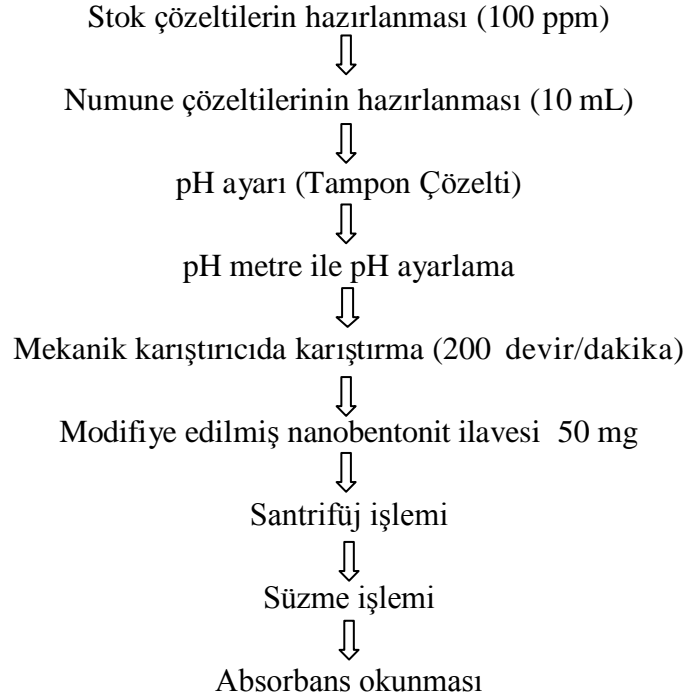 Stok çözeltilerin hazırlanması (100 ppm)
Numune çözeltilerinin hazırlanması (10 mL)
pH ayarı (Tampon Çözelti)
pH metre ile pH ayarlama
Mekanik karıştırıcıda karıştırma (200 devir/dakika)
Modifiye edilmiş nanobentonit ilavesi 50 mg
Santrifüj işlemi
Süzme işlemi
Absorbans okunması